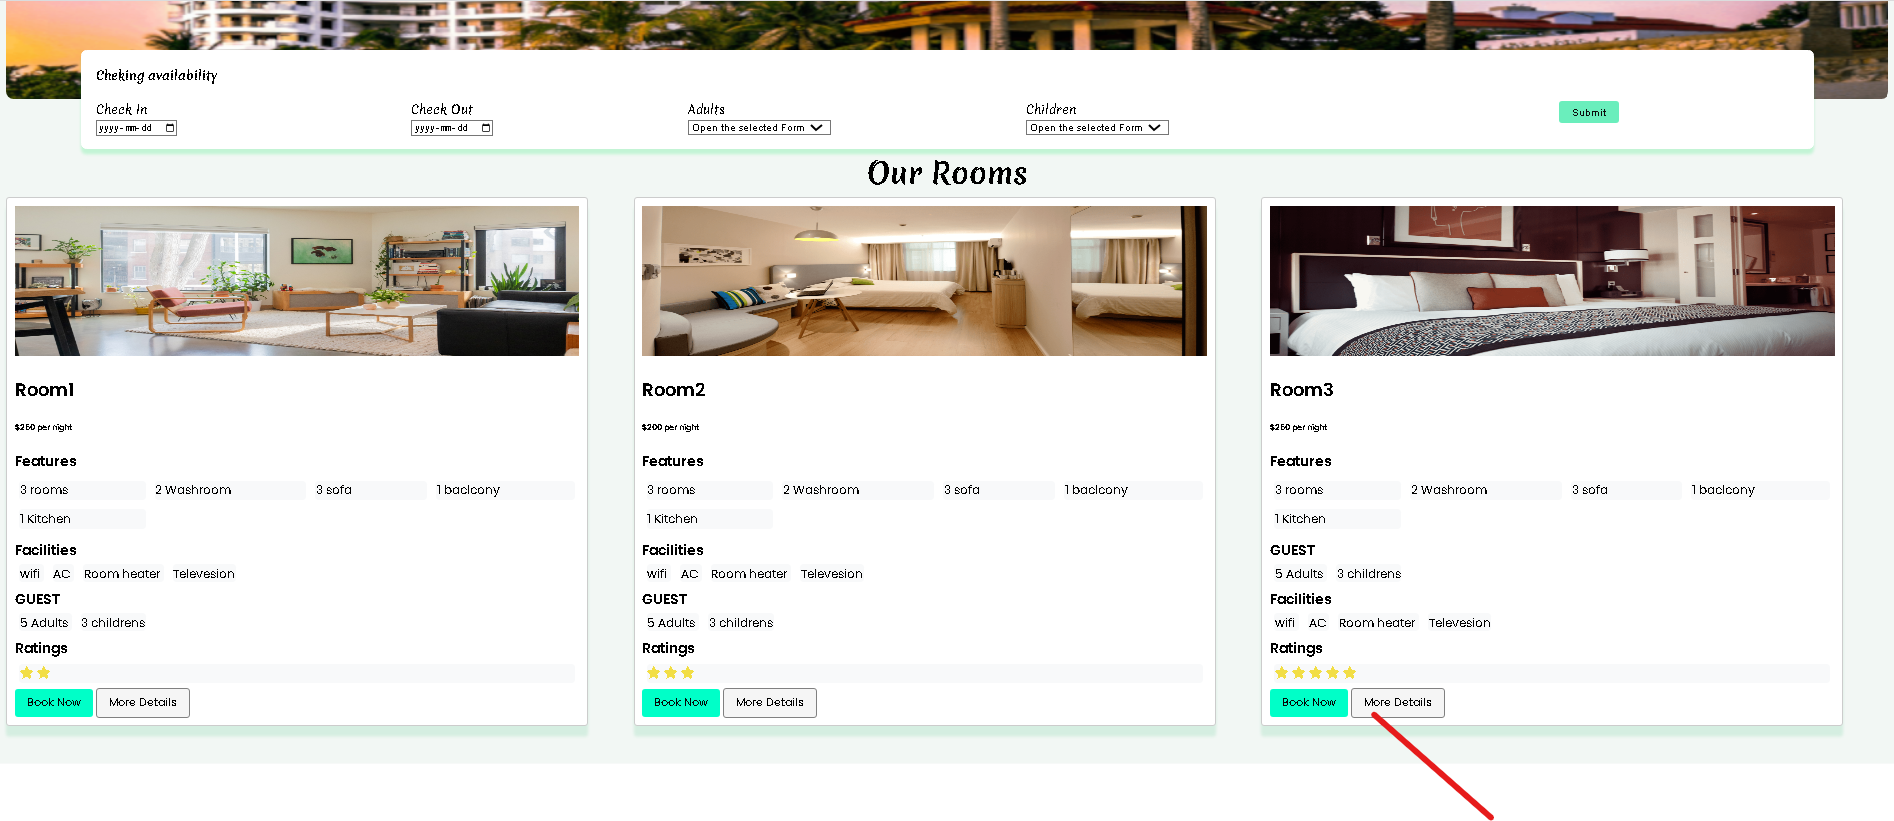 Cheking availability
Check In Check Out Adults Children
yyyy-mm-dd yyyy-mm-dd Open the selected Form Open the selected Form Submit
Our Rooms
Room1
$250 per night
Features
3 rooms 2 Washroom 3 sofa 1 baclcony
1 Kitchen
Facilities
wifi AC Room heater Televesion
GUEST
5 Adults 3 childrens
Ratings
Book Now More Details
Room2
$200 per night
Features
3 rooms 2 Washroom 3 sofa 1 baclcony
1 Kitchen
Facilities
wifi AC Room heater Televesion
GUEST
5 Adults 3 childrens
Ratings
Book Now More Details
Room3
$250 per night
Features
3 rooms 2 Washroom 3 sofa 1 baclcony
1 Kitchen
GUEST
5 Adults 3 childrens
Facilities
wifi AC Room heater Televesion
Ratings
Book Now More Details